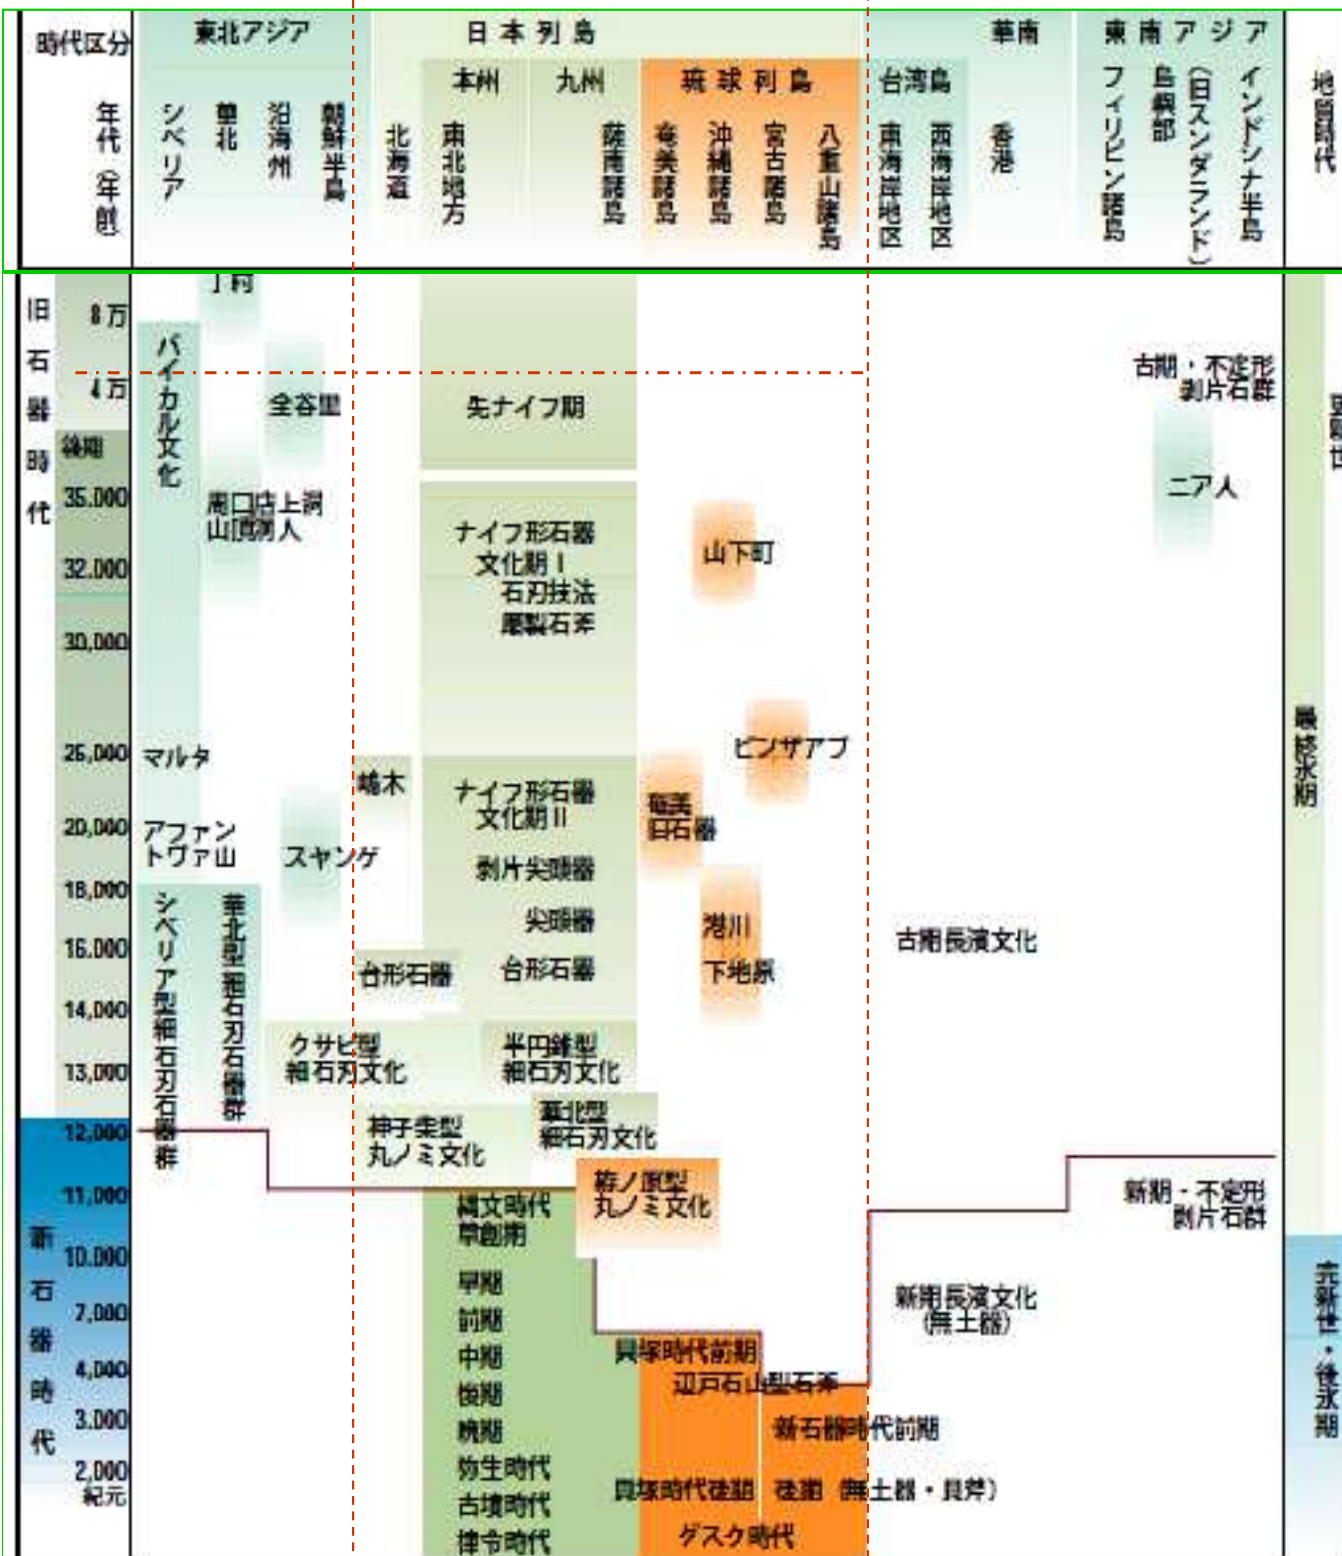 時代区分
年代（年前）
東北アジア
シベリア
華北
沿海州
朝鮮半島
日本列島
北海道
本州
東北地方
九州
薩南諸島
琉球列島
奄美諸島
沖縄諸島
宮古諸島
八重山諸島
台湾島
東海岸地区
西海岸地区
華南
香港
東南アジア
フィリピン諸島
島嶼部
（旧スンダランド）
インドシナ半島
地質時代
旧石器時代
後期
新石器時代
8万
4万
35.000
32.000
30,000
25,000
20,000
18,000
16.000
14,000
13,000
12,000
11,000
10.000
7,000
4,000
3.000
2,000
紀元
丁村
バイカル文化
全谷里
周口店上洞
山頂洞人
マルタ
アファン
トヴァ山
スヤンゲ
シベリア型細石刃石器群
華北型細石刃石器群
嶋木
台形石器
クサビ型
細石刃文化
神子柴型
丸ノミ文化
先ナイフ期
ナイフ形石器
文化期Ⅰ
石刃技法
磨製石斧
ナイフ形石器
文化期Ⅱ
剥片尖頭器
尖頭器
台形石器
半円錐型
細石刃文化
華北型
細石刃文化
栫ノ原型
丸ノミ文化
縄文時代
草創期
早期
前期
中期
後期
晩期
弥生時代
古墳時代
律令時代
山下町
ピンザアブ
奄美
旧石器
港川
下地原
貝塚時代前期
辺戸石山型石斧
新石器時代前期
貝塚時代後期
後期（無土器・貝斧）
グスク時代
古期長濱文化
新期長濱文化
(無土器)
古期・不定形
剥片石群
ニア人
新期・不定形
剥片石群
更新世
最終氷期
完新世・後氷期